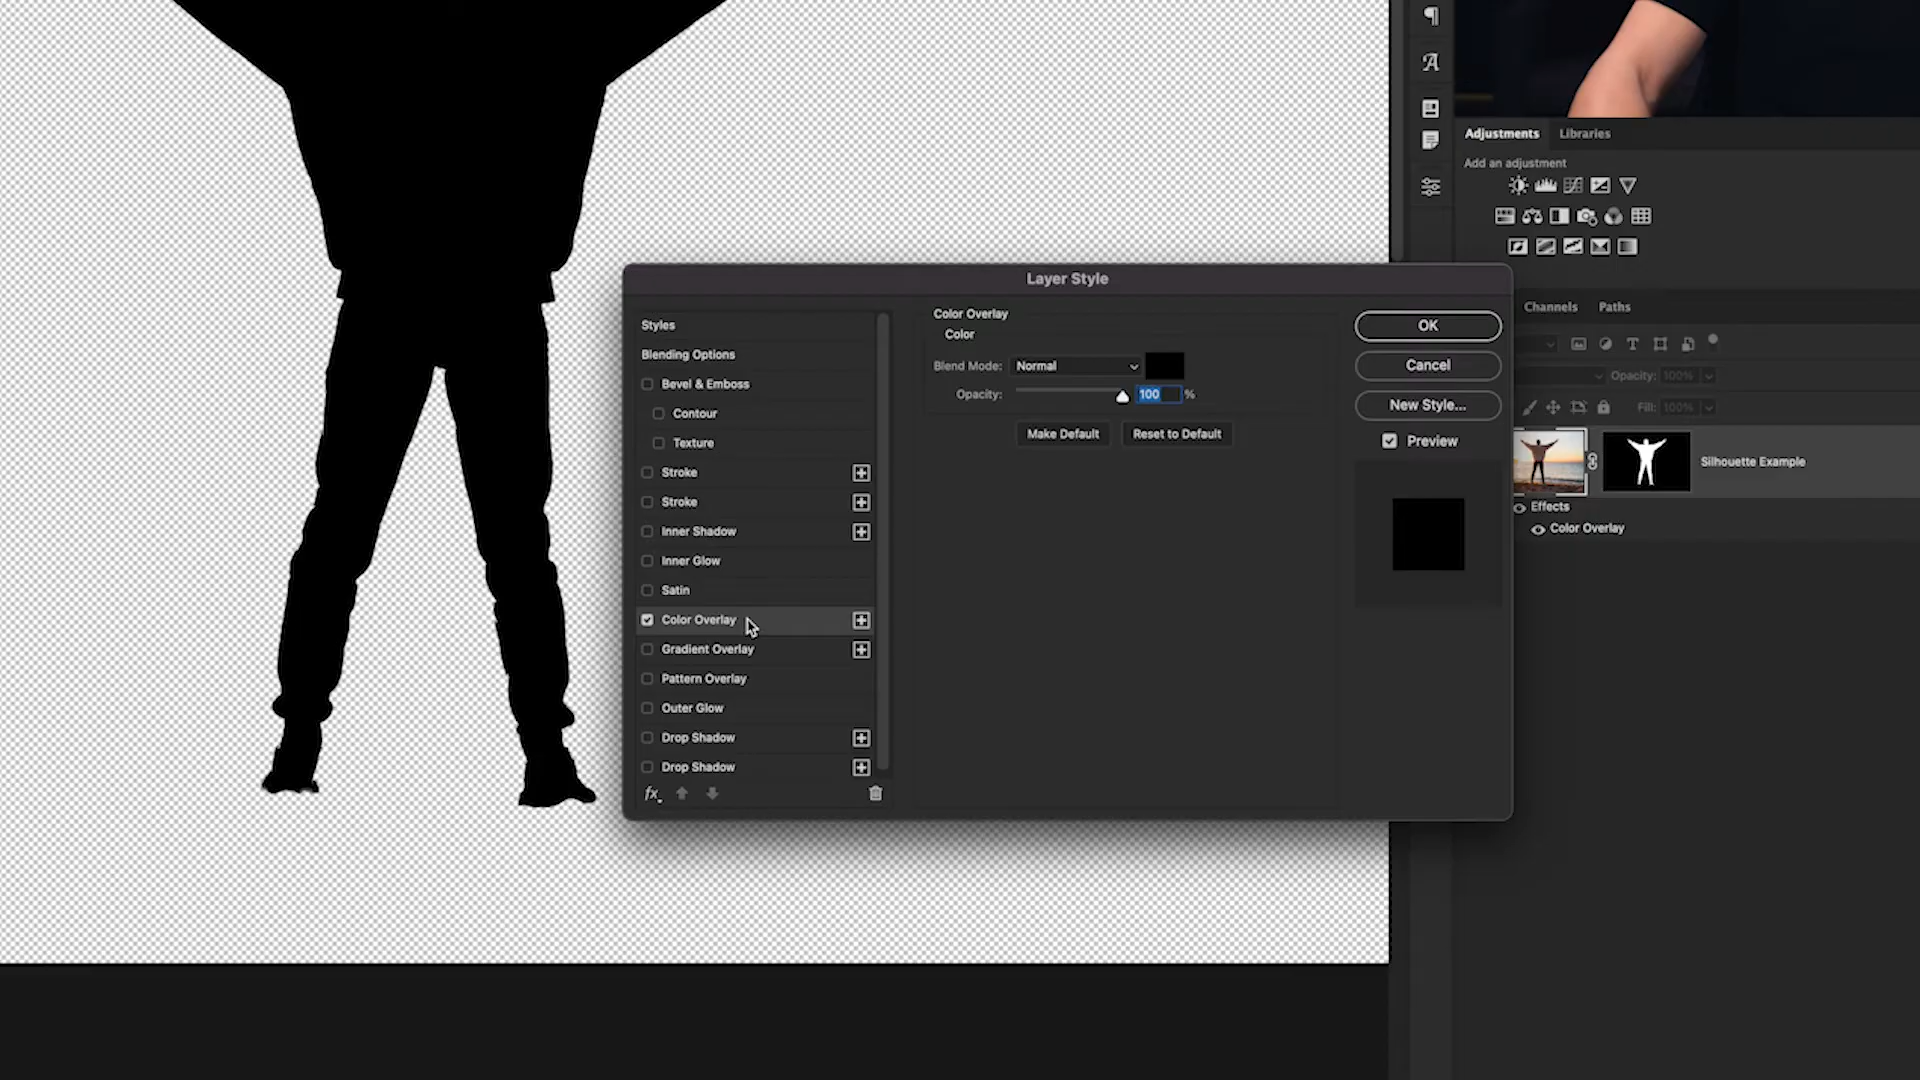 Adjustments Libraries
Add an adjustment
Layer Style
Styles
Blending Options
Bevel & Emboss
Contour
Texture
Stroke
Stroke
Inner Shadow
Inner Glow
Satin
Color Overlay
Gradient Overlay
Pattern Overlay
Outer Glow
Drop Shadow
Drop Shadow
fx
Color Overlay
Color
Blend Mode: Normal
Opacity: 100 %
Make Default Reset to Default
OK
Cancel
New Style...
Preview
Channels Paths
Opacity: 100%
Fill: 100%
Silhouette Example
Effects
Color Overlay